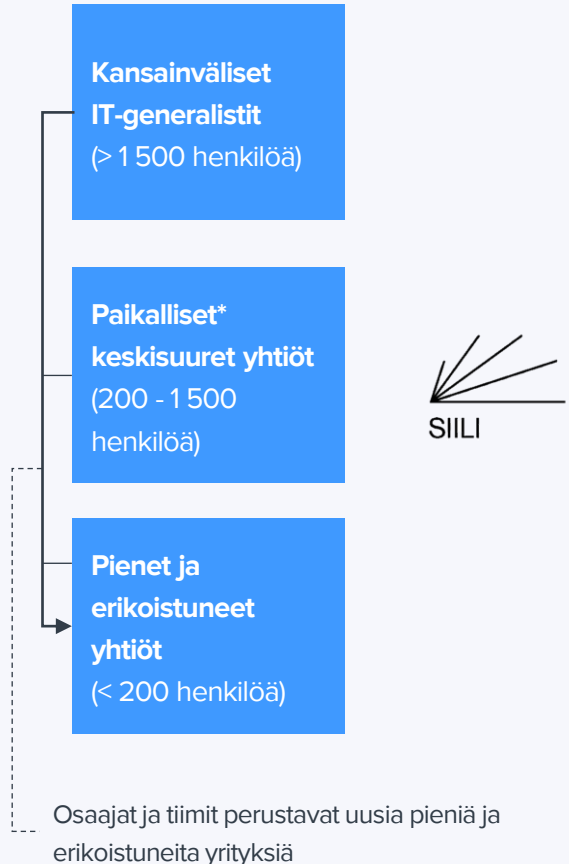 Kansainväliset
IT-generalistit
(> 1 500 henkilöä)
Paikalliset*
keskisuuret yhtiöt
(200 - 1 500
henkilöä)
SIILI
Pienet ja
erikoistuneet
yhtiöt
(< 200 henkilöä)
Osaajat ja tiimit perustavat uusia pieniä ja
erikoistuneita yrityksiä